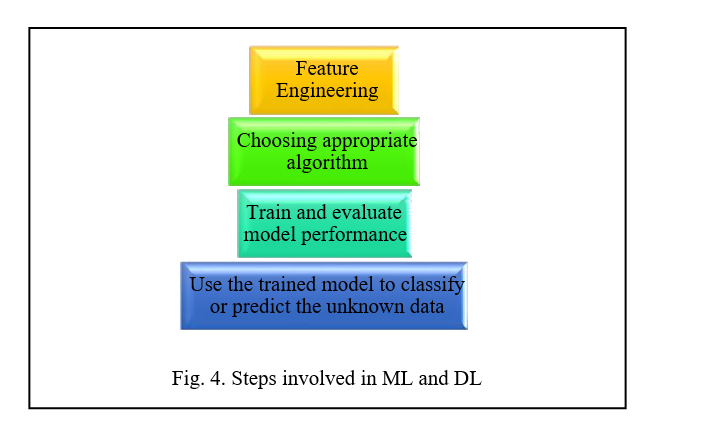 Feature
Engineering
Choosing appropriate
algorithm
Train and evaluate
model performance
Use the trained model to classify
or predict the unknown data
Fig. 4. Steps involved in ML and DL